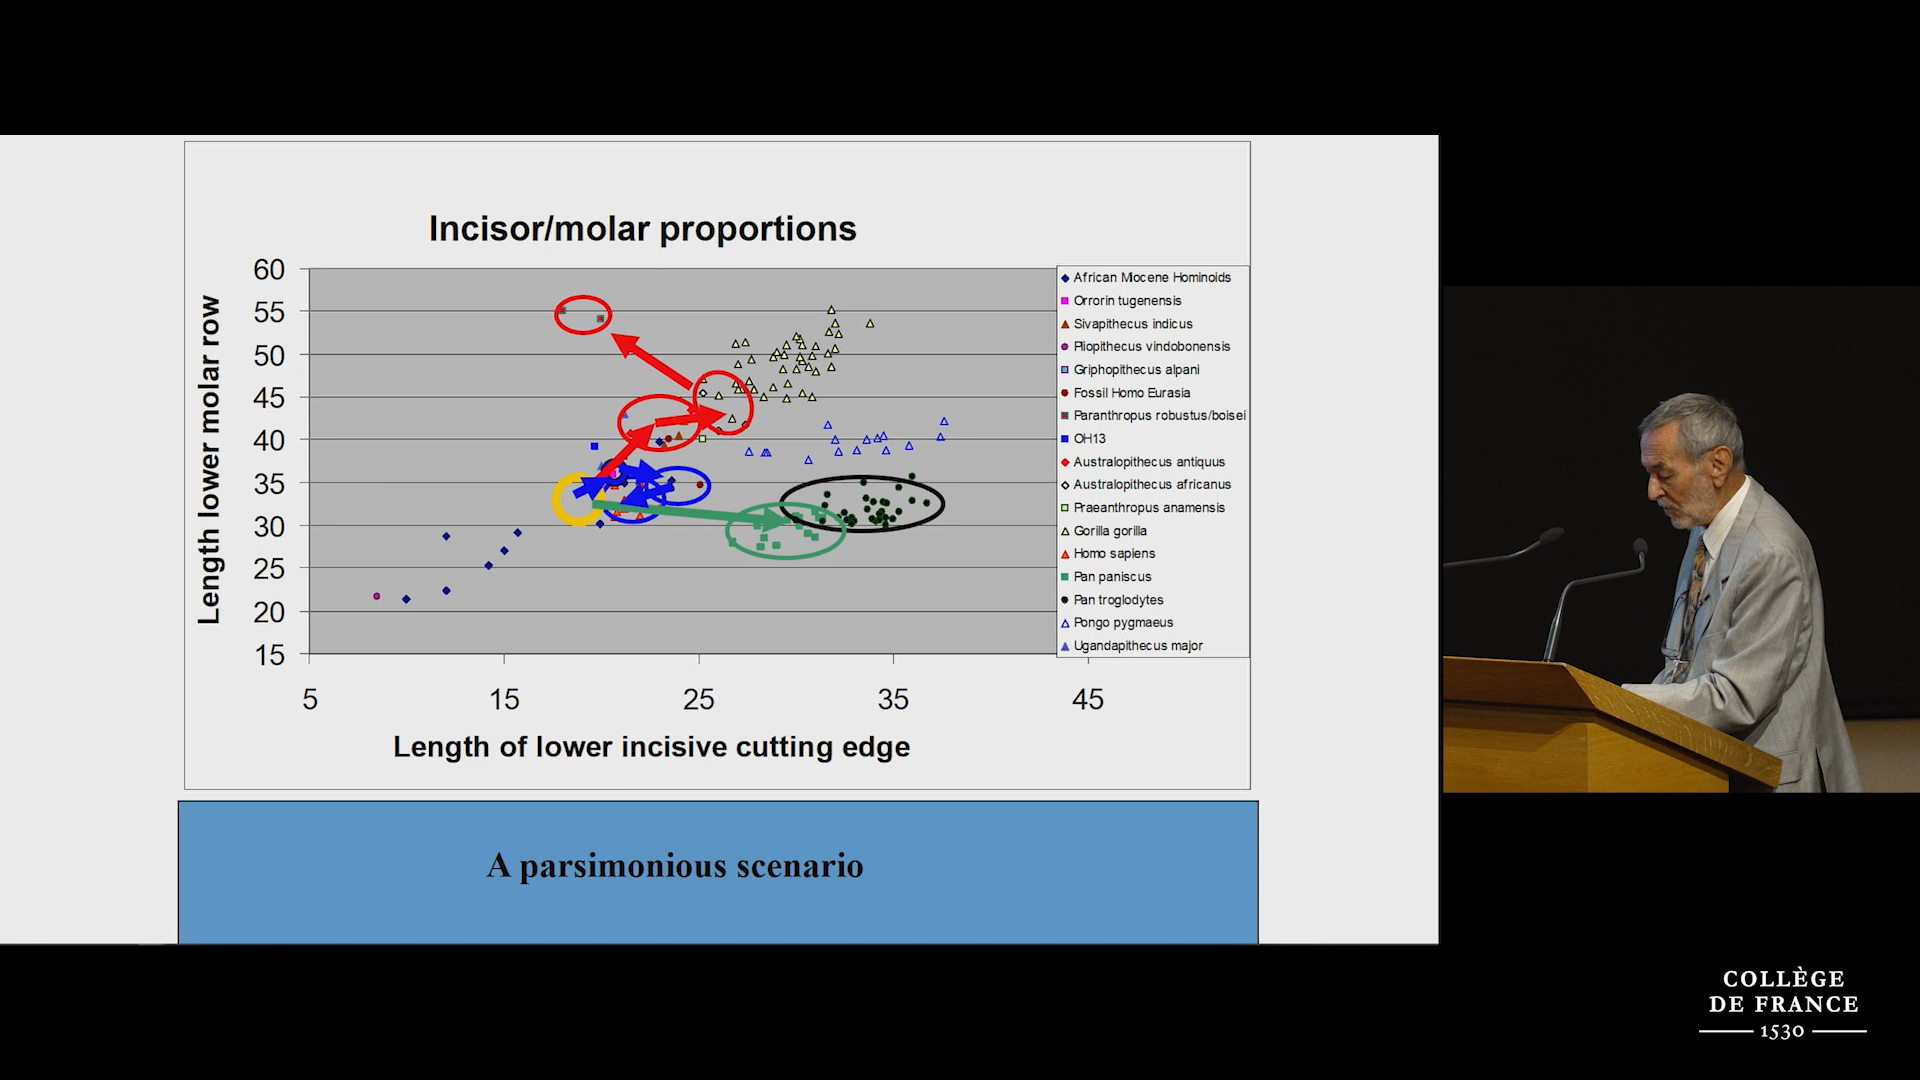 Incisor/molar proportions
Length lower molar row
60
55
50
45
40
35
30
25
20
15
5
15
25
35
45
Length of lower incisive cutting edge
African Miocene Hominoids
Orrorin tugenensis
Sivapithecus indicus
Pliopithecus vindobonensis
Griphopithecus alpani
Fossil Homo Eurasia
Paranthropus robustus/boisei
OH13
Australopithecus antiquus
Australopithecus africanus
Praeanthropus anamensis
Gorilla gorilla
Homo sapiens
Pan paniscus
Pan troglodytes
Pongo pygmaeus
Ugandapithecus major
A parsimonious scenario
COLLÈGE
DE FRANCE
1530